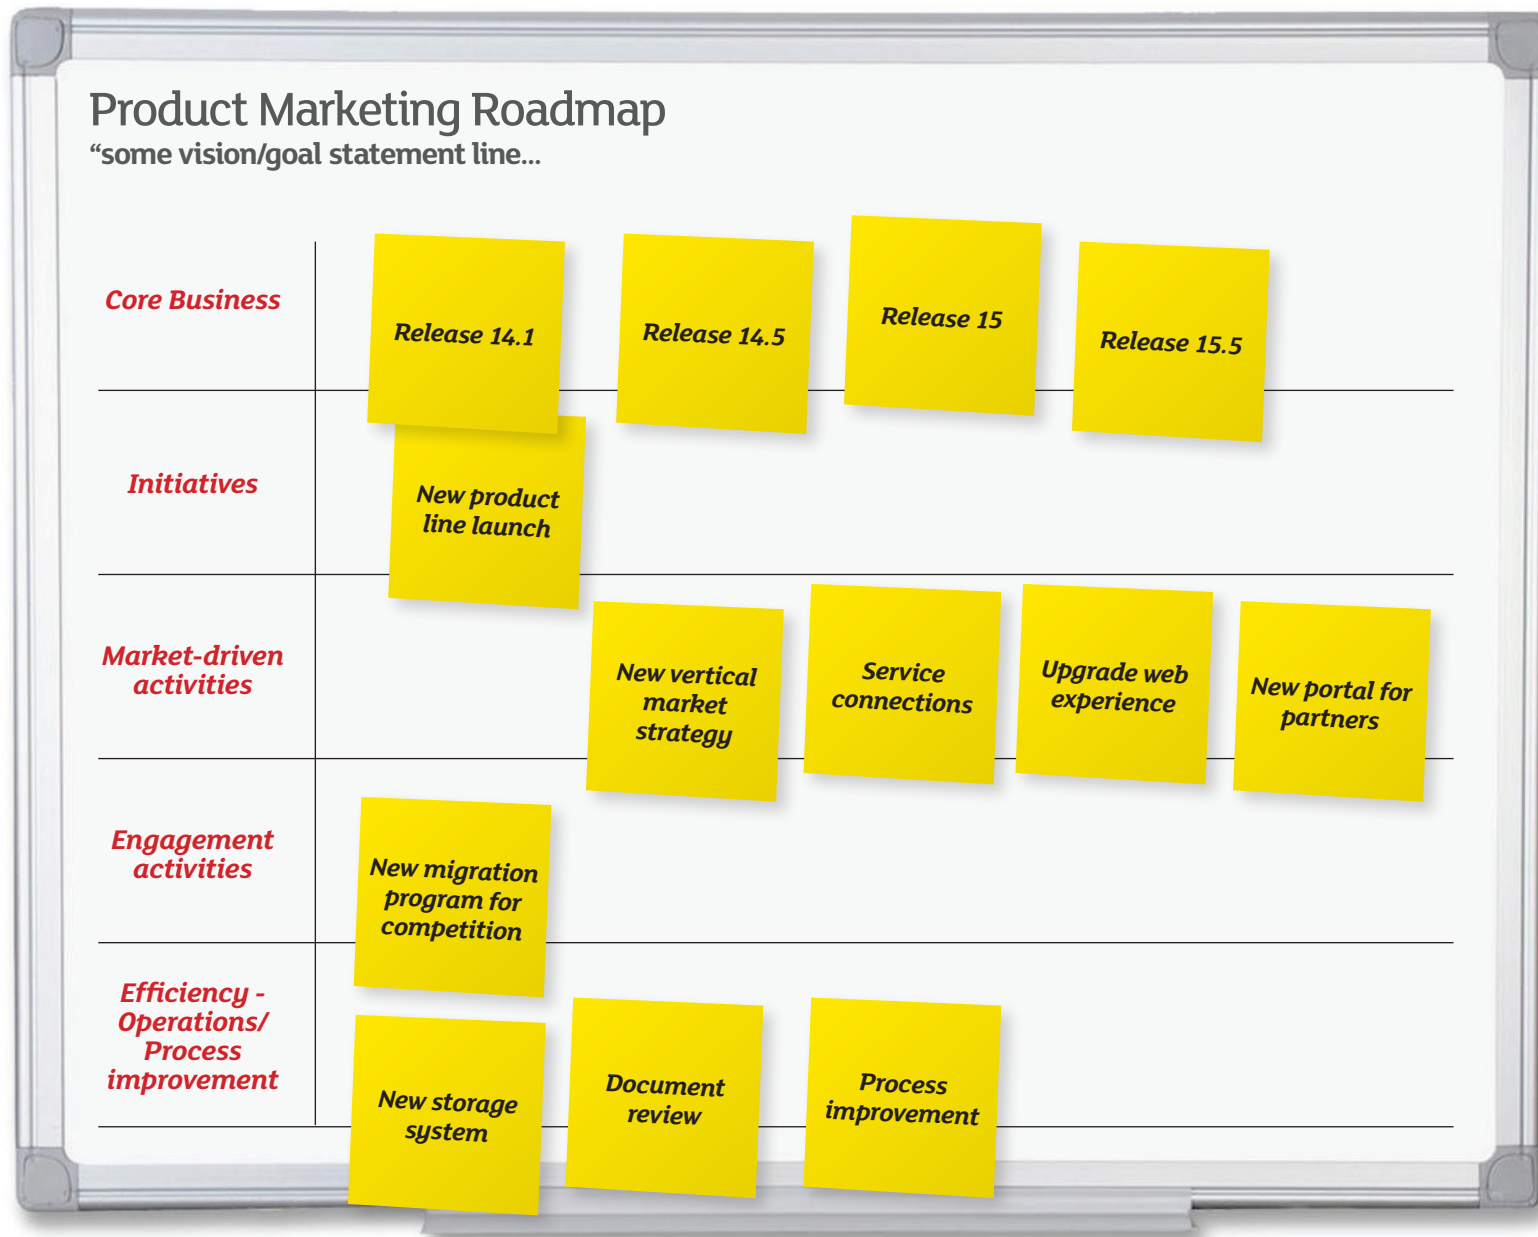 Product Marketing Roadmap
“some vision/goal statement line...
Core Business
Release 14.1
Release 14.5
Release 15
Release 15.5
Initiatives
New product
line launch
Market-driven
activities
New vertical
market
strategy
Service
connections
Upgrade web
experience
New portal for
partners
Engagement
activities
New migration
program for
competition
Efficiency -
Operations/
Process
improvement
New storage
system
Document
review
Process
improvement